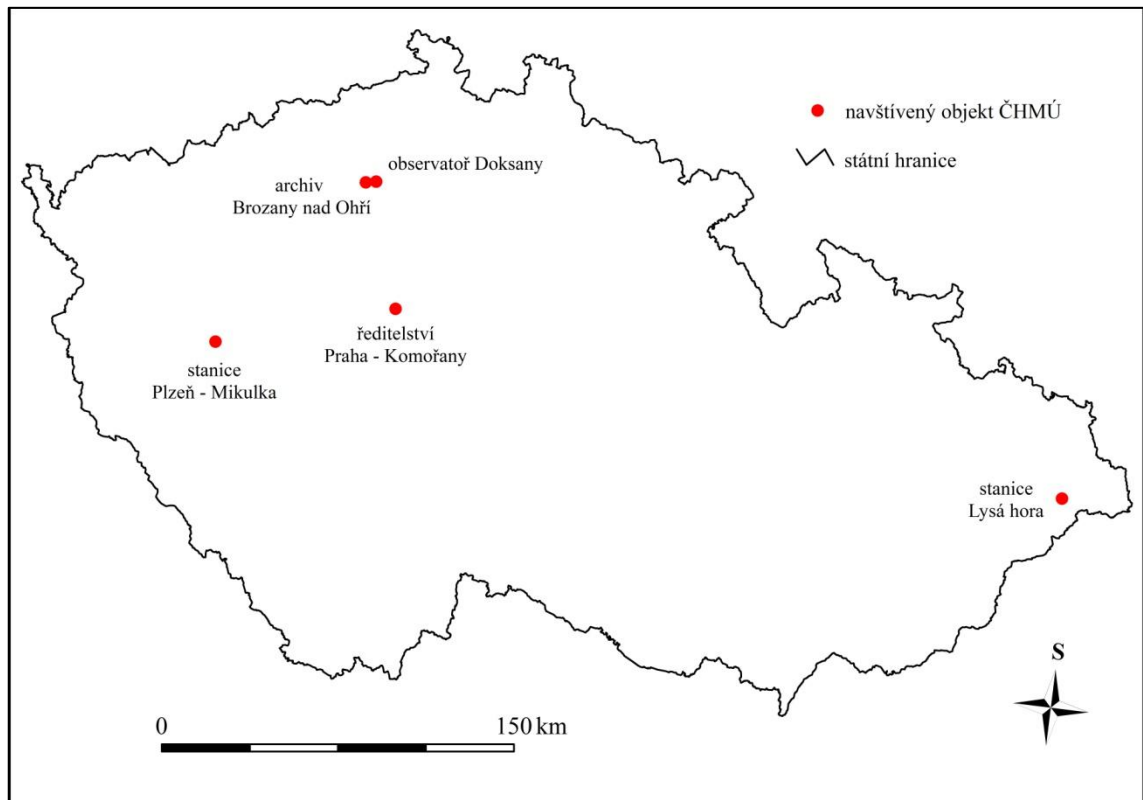 navštívený objekt ČHMÚ
státní hranice
observatoř Doksany
archiv
Brozany nad Ohří
ředitelství
Praha - Komořany
stanice
Plzeň - Mikulka
stanice
Lysá hora
S
0 150 km